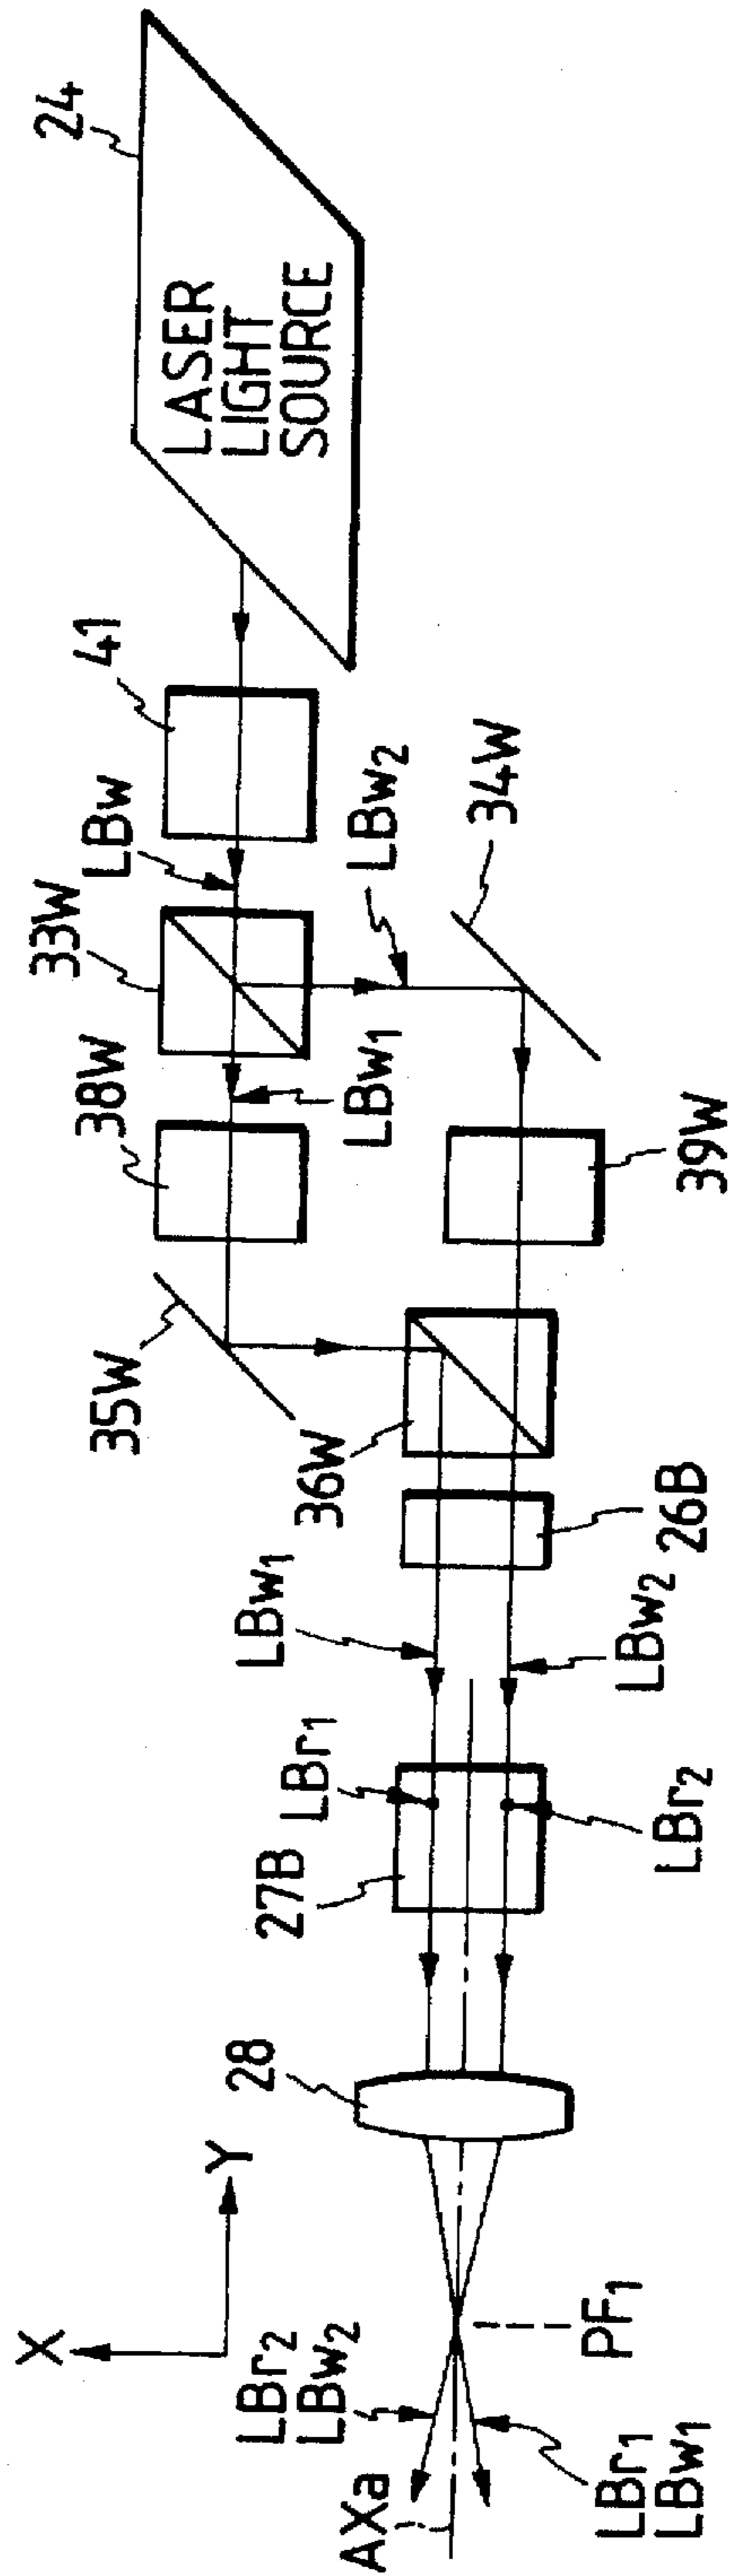 24
LASER
LIGHT
SOURCE
41
LBw
33W
LBw2
34W
38W
LBw1
39W
35W
36W
26B
LBw1
LBw2
LBr1
27B
LBr2
28
X
Y
PF1
LBr2
LBw2
AXa
LBr1
LBw1